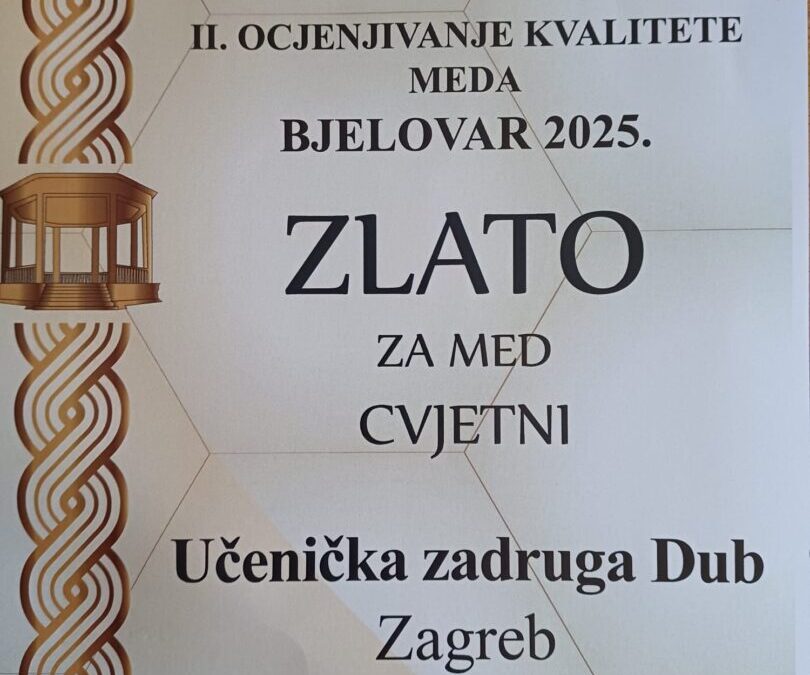 II. OCJENJIVANJE KVALITETE
MEDA
BJELOVAR 2025.
ZLATO
ZA MED
CVJETNI
Učenička zadruga Dub
Zagreb